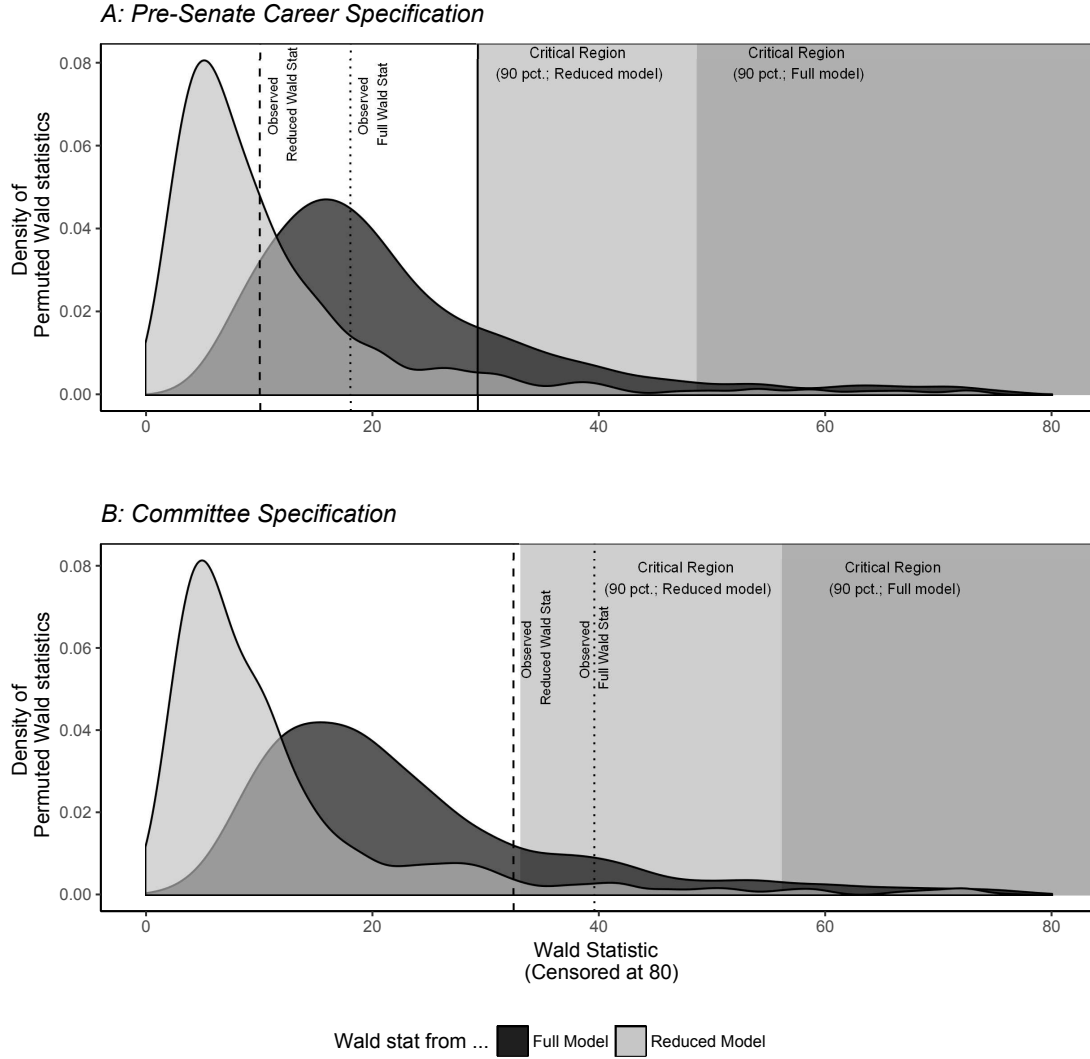 A: Pre-Senate Career Specification
Critical Region
(90 pct.; Reduced model)
Critical Region
(90 pct.; Full model)
Observed
Reduced Wald Stat
Observed
Full Wald Stat
Density of
Permuted Wald statistics
0.08
0.06
0.04
0.02
0.00
0
20
40
60
80
B: Committee Specification
Critical Region
(90 pct.; Reduced model)
Critical Region
(90 pct.; Full model)
Observed
Reduced Wald Stat
Observed
Full Wald Stat
Density of
Permuted Wald statistics
0.08
0.06
0.04
0.02
0.00
0
20
40
60
80
Wald Statistic
(Censored at 80)
Wald stat from ... Full Model Reduced Model